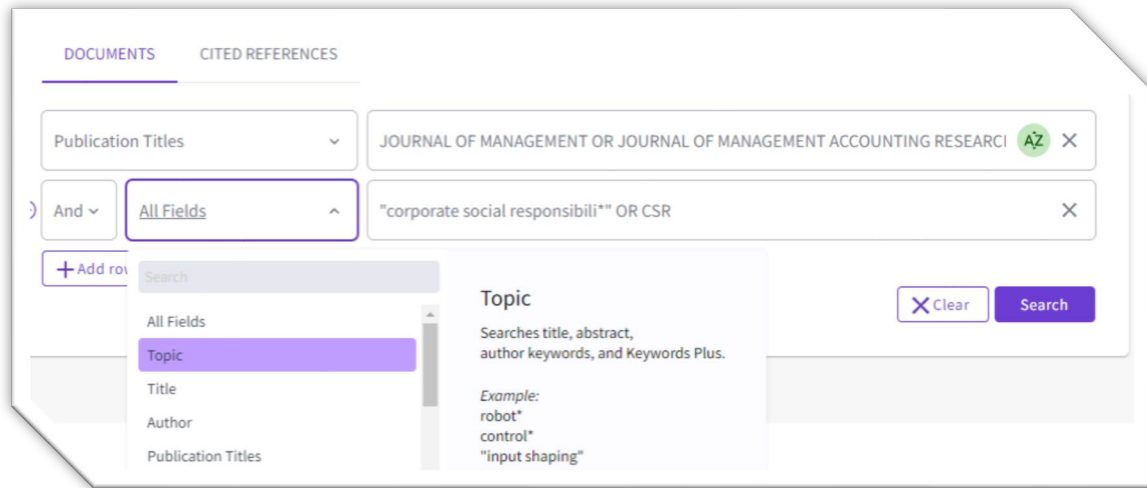 DOCUMENTS CITED REFERENCES
Publication Titles JOURNAL OF MANAGEMENT OR JOURNAL OF MANAGEMENT ACCOUNTING AZ
And All Fields "corporate social responsibili*" OR CSR
Add
Search
All Fields
Topic
Title
Author
Publication Titles
Topic
Searches title, abstract,
author keywords, and Keywords Plus.
Example:
robot*
control*
"input shaping"
Clear Search